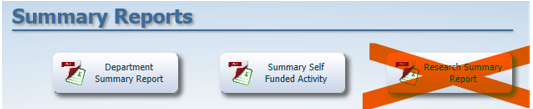 Summary Reports
Department
Summary Report
Summary Self
Funded Activity
Research Summary
Report